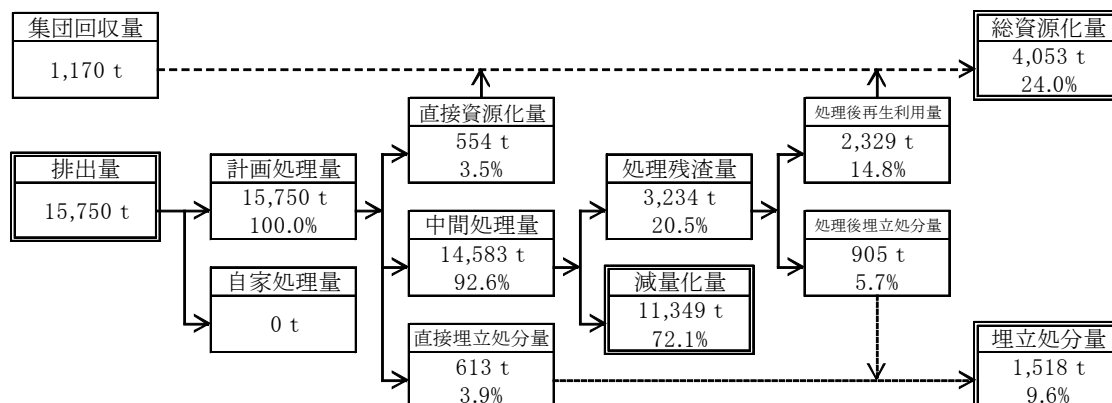 集団回収量
1,170 t
総資源化量
4,053 t
24.0%
直接資源化量
554 t
3.5%
処理後再生利用量
2,329 t
14.8%
排出量
15,750 t
計画処理量
15,750 t
100.0%
中間処理量
14,583 t
92.6%
処理残渣量
3,234 t
20.5%
処理後埋立処分量
905 t
5.7%
自家処理量
0 t
減量化量
11,349 t
72.1%
直接埋立処分量
613 t
3.9%
埋立処分量
1,518 t
9.6%